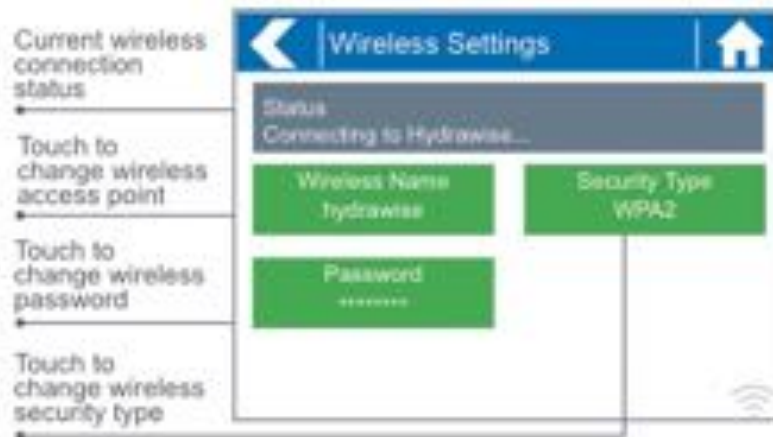 Current wireless
connection
status
Touch to
change wireless
access point
Touch to
change wireless
password
Touch to
change wireless
security type
Wireless Settings
Status
Connecting to Hydrawise...
Wireless Name
hydrawise
Security Type
WPA2
Password
********